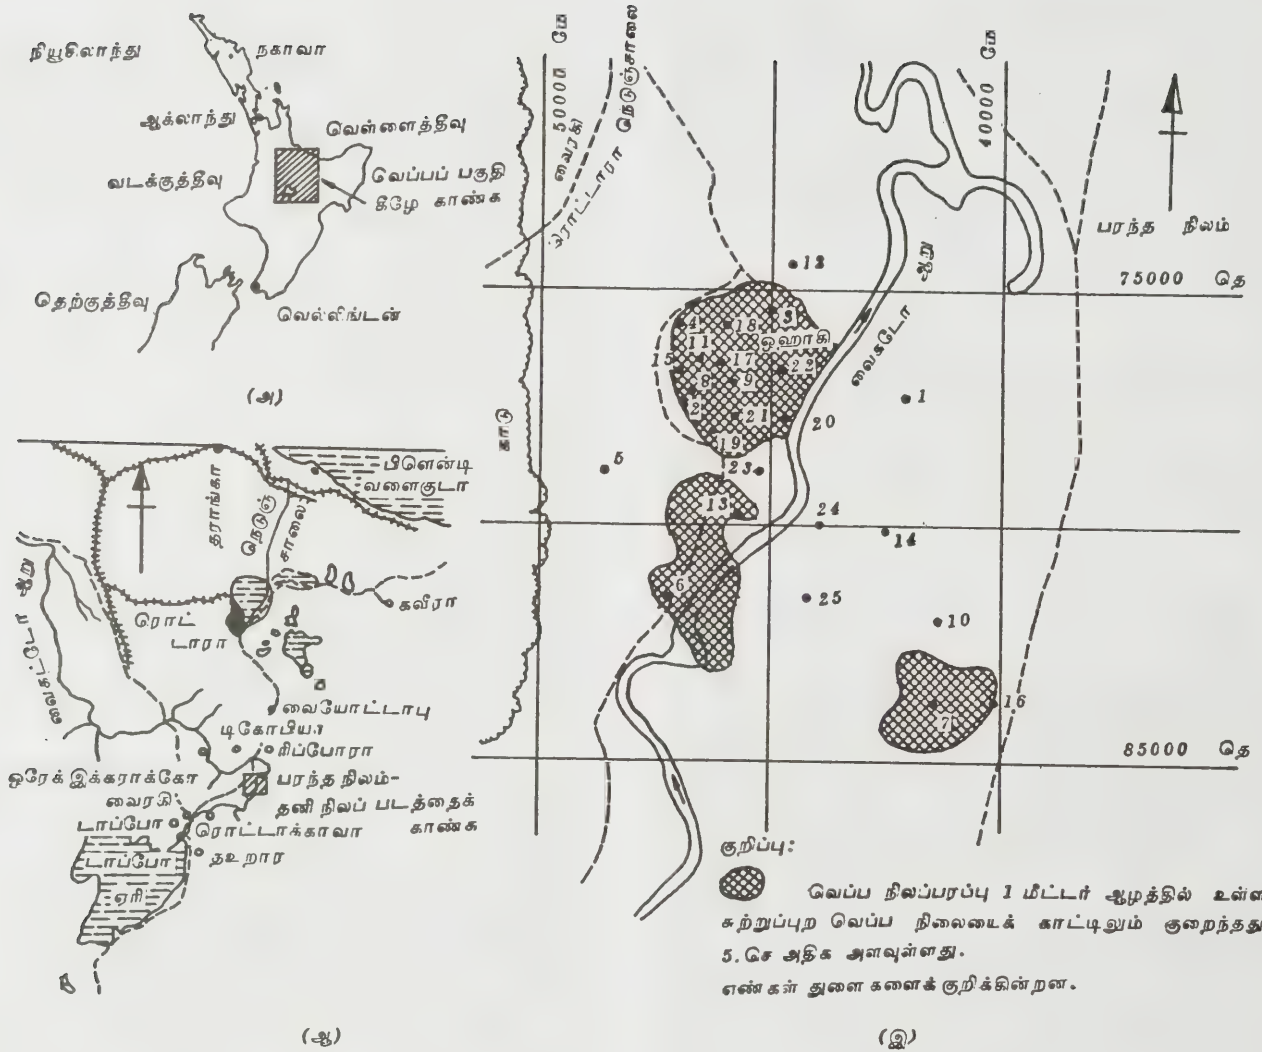 நியூசிலாந்து
நகாவா
ஆக்லாந்து
வெள்ளைத்தீவு
வடக்குத்தீவு
வெப்பப் பகுதி
கீழே காண்க
தெற்குத்தீவு
வெல்லிங்டன்
(அ)
பிளெண்டி
வளைகுடா
தராங்கா
நெடுஞ்
சாலை
வைகட்டோ ஆறு
ரொட்
டாரா
கவீரா
வையோட்டாபு
டிகோபியா
ரிப்போரா
ஒரேக் இக்கராக்கோ
வைரகி
பரந்த நிலம்-
தனி நிலப் படத்தைக்
காண்க
டாப்போ
ரொட்டாக்காவா
தஉறார
டாப்போ
ஏரி
(ஆ)
50000 மே
வைரகி
ரொட்டாரா நெடுஞ்சாலை
40000 மே
பரந்த நிலம்
75000 தெ
12
4
18
3
11
ஒஹாகி
15
17
22
8
9
2
21
20
19
1
வைகடோ ஆறு
காடு
5
23
13
24
14
6
25
10
16
7
85000 தெ
குறிப்பு:
வெப்ப நிலப்பரப்பு 1 மீட்டர் ஆழத்தில் உள்ள
சுற்றுப்புற வெப்ப நிலையைக் காட்டிலும் குறைந்தது
5.செ அதிக அளவுள்ளது.
எண்கள் துளை களைக் குறிக்கின்றன.
(இ)